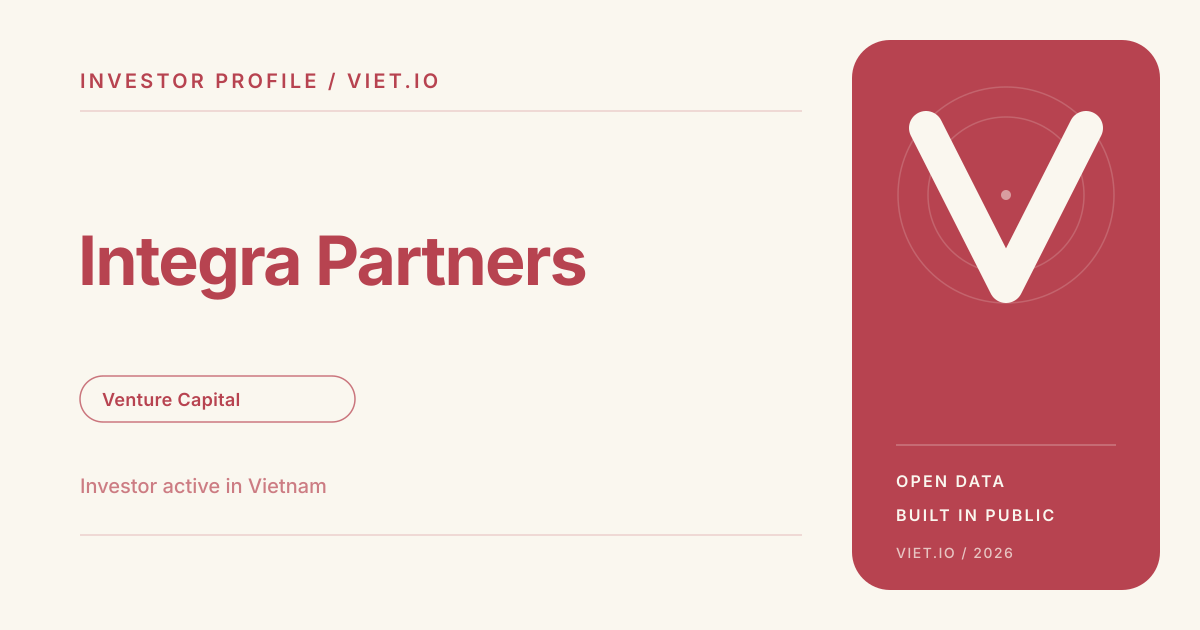 INVESTOR PROFILE / VIET.IO
Integra Partners
Venture Capital
Investor active in Vietnam
OPEN DATA
BUILT IN PUBLIC
VIET.IO / 2026